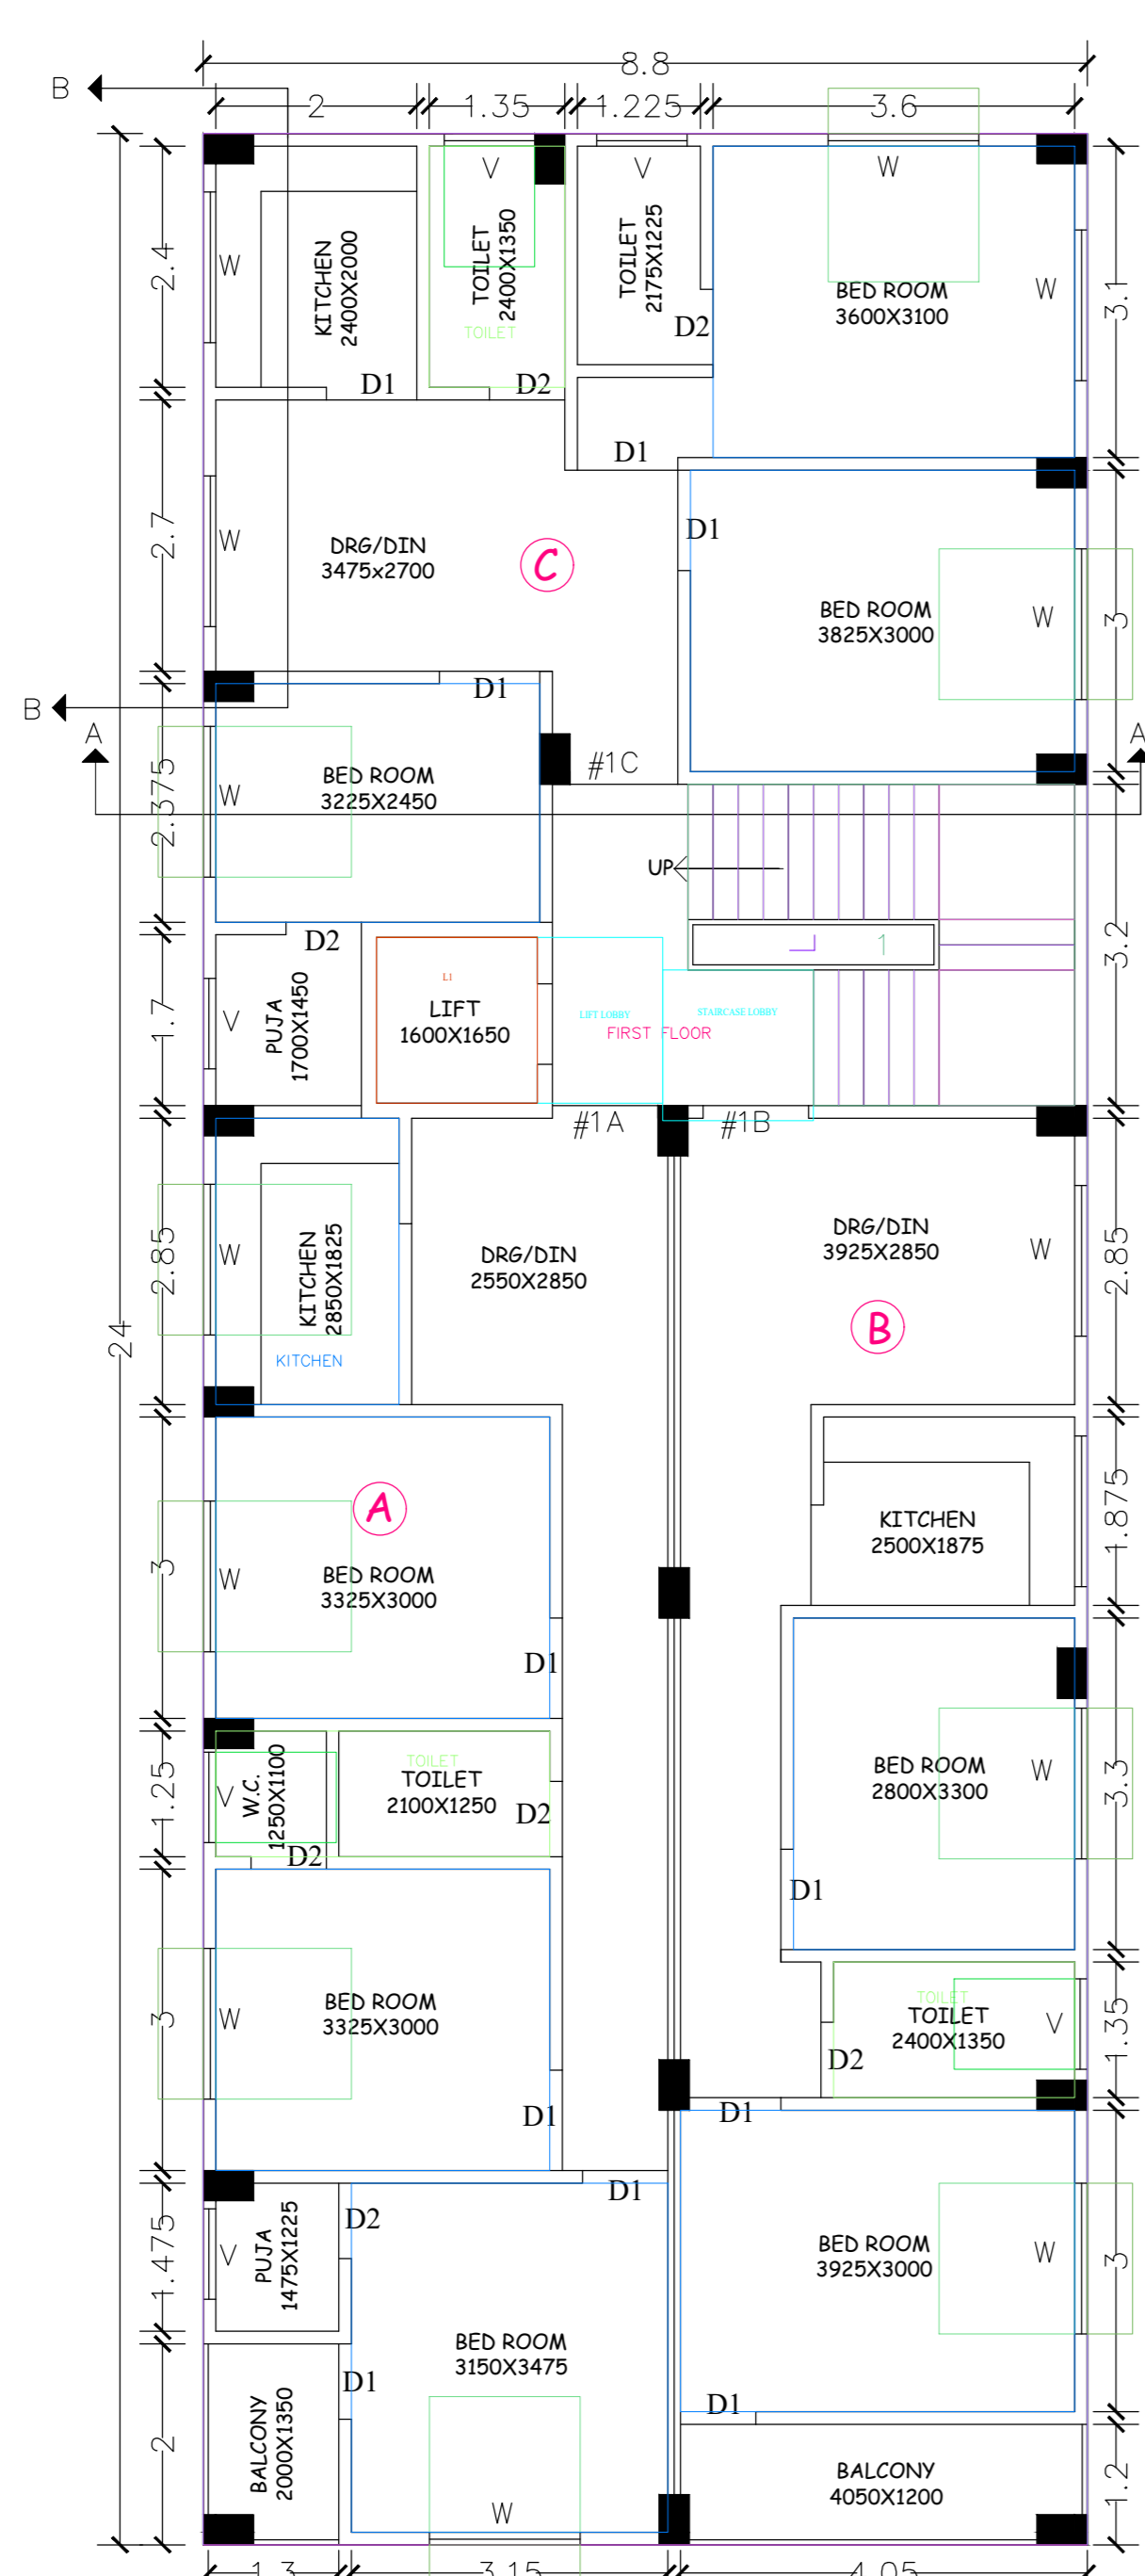 8.8
B
2
1.35
1.225
3.6
V
V
W
2.4
W
KITCHEN
2400X2000
TOILET
2400X1350
TOILET
TOILET
2175X1225
BED ROOM
3600X3100
W
3.1
D2
D1
D2
D1
2.7
W
DRG/DIN
3475x2700
C
D1
BED ROOM
3825X3000
W
3
B
D1
A
A
#1C
2.375
W
BED ROOM
3225X2450
UP
D2
1
3.2
1.7
V
PUJA
1700X1450
L1
LIFT
1600X1650
LIFT LOBBY
STAIRCASE LOBBY
FIRST FLOOR
#1A
#1B
2.85
W
KITCHEN
2850X1825
KITCHEN
DRG/DIN
2550X2850
DRG/DIN
3925X2850
W
2.85
24
B
A
3
W
BED ROOM
3325X3000
KITCHEN
2500X1875
1.875
D1
1.25
V
W.C.
1250X1100
TOILET
TOILET
2100X1250
D2
D2
BED ROOM
2800X3300
W
3.3
D1
3
W
BED ROOM
3325X3000
TOILET
TOILET
2400X1350
V
1.35
D2
D1
D1
D1
1.475
V
PUJA
1475X1225
D2
BED ROOM
3925X3000
W
3
BED ROOM
3150X3475
D1
D1
2
BALCONY
2000X1350
W
BALCONY
4050X1200
1.2
1.3
3.15
4.05